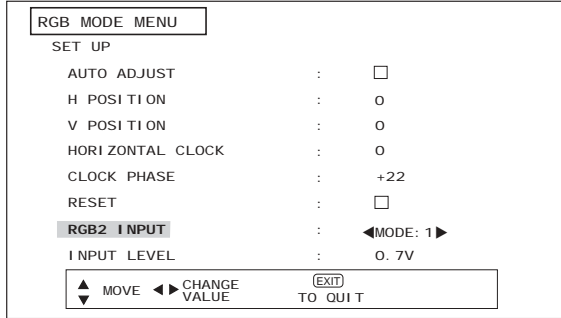 RGB MODE MENU
SET UP
AUTO ADJUST : □
H POSITION : 0
V POSITION : 0
HORIZONTAL CLOCK : 0
CLOCK PHASE : +22
RESET : □
RGB2 INPUT : ◀MODE: 1▶
INPUT LEVEL : 0.7V
▲▼ MOVE ◀▶ CHANGE VALUE EXIT TO QUIT